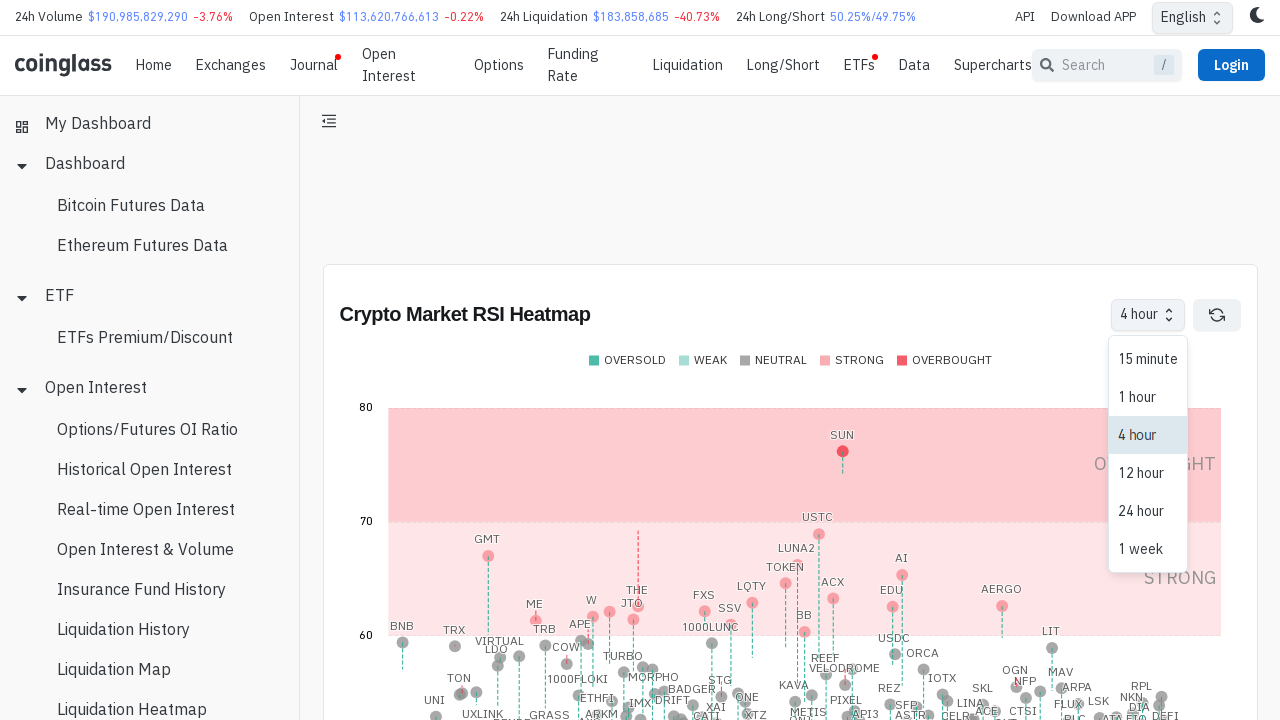 24h Volume $190,985,829,290 -3.76% Open Interest $113,620,766,613 -0.22% 24h Liquidation $183,858,685 -40.73% 24h Long/Short 50.25%/49.75% API Download APP English
coinglass Home Exchanges Journal Open Interest Options Funding Rate Liquidation Long/Short ETFs Data Supercharts Search / Login
My Dashboard
Dashboard
Bitcoin Futures Data
Ethereum Futures Data
ETF
ETFs Premium/Discount
Open Interest
Options/Futures OI Ratio
Historical Open Interest
Real-time Open Interest
Open Interest & Volume
Insurance Fund History
Liquidation History
Liquidation Map
Liquidation Heatmap
Crypto Market RSI Heatmap
4 hour
15 minute
1 hour
4 hour
12 hour
24 hour
1 week
OVERSOLD WEAK NEUTRAL STRONG OVERBOUGHT
80
SUN
70
USTC
GMT
LUNA2
AI
TOKEN
STRONG
LQTY
ACX
THE
EDU
AERGO
FXS
ME
W
JTO
SSV
BB
60
BNB
TRX
TRB
APE
1000LUNC
LIT
VIRTUAL
USDC
LDO
COW
TURBO
REEF
ORCA
VELODROME
OGN
MAV
TON
1000FLOKI
MORPHO
STG
IOTX
NFP
KAVA
BADGER
REZ
SKL
ARPA
RPL
UNI
ETHFI
IMX
DRIFT
ONE
PIXEL
SFP
LINA
FLUX
LSK
NKN
UXLINK
GRASS
ARKM
XAI
METIS
API3
ASTR
ACE
CTSI
DIA
XTZ